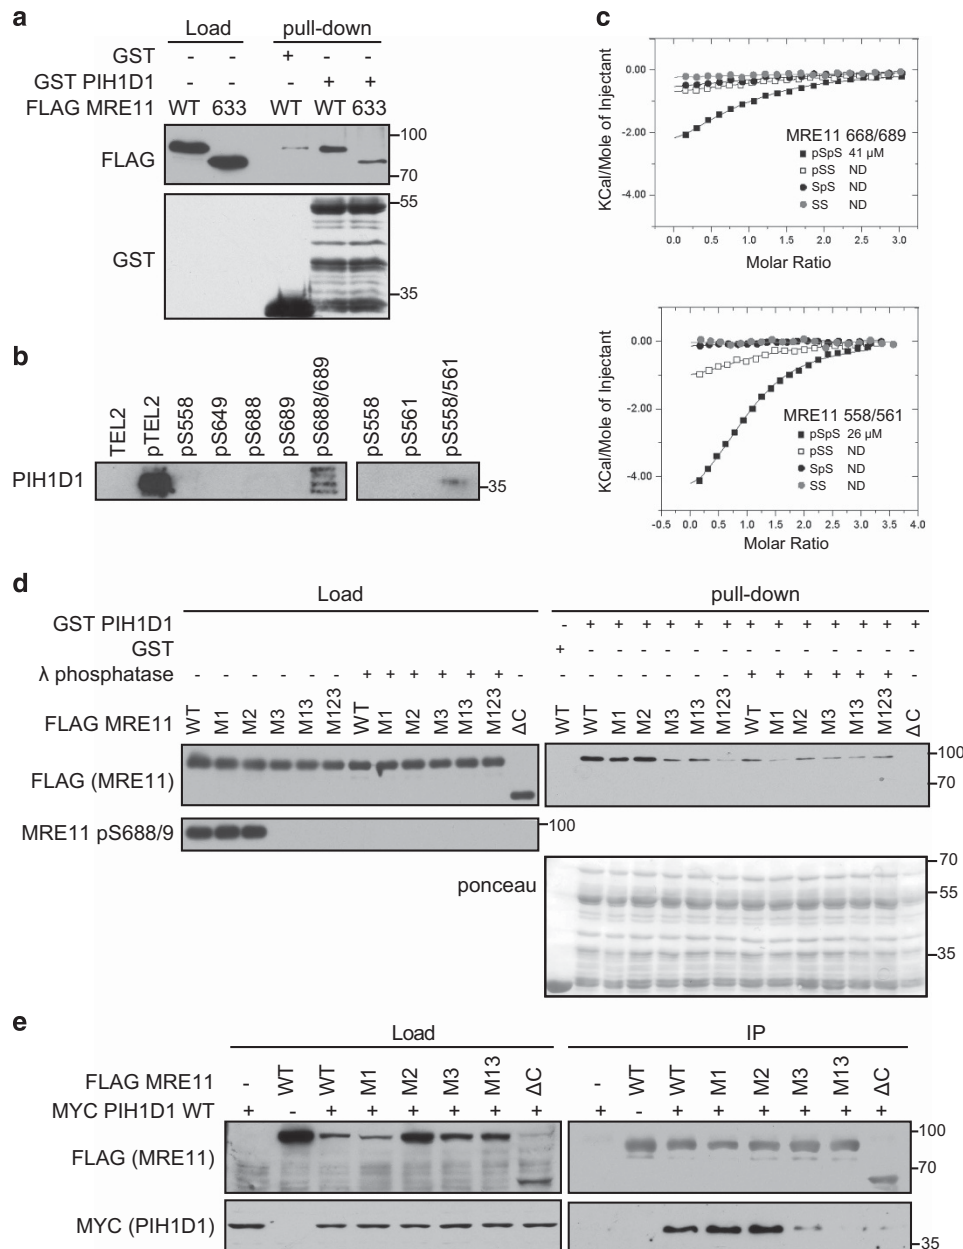 a
Load pull-down
GST - - + - -
GST PIH1D1 - - - + +
FLAG MRE11 WT 633 WT WT 633
FLAG
100
70
GST
55
35
b
TEL2 pTEL2 pS558 pS649 pS688 pS689 pS688/689 pS558 pS561 pS558/561
PIH1D1
35
c
KCal/Mole of Injectant
0.00
-2.00
-4.00
MRE11 668/689
pSpS 41 µM
pSS ND
SpS ND
SS ND
0.0 0.5 1.0 1.5 2.0 2.5 3.0
Molar Ratio
KCal/Mole of Injectant
0.00
-2.00
-4.00
MRE11 558/561
pSpS 26 µM
pSS ND
SpS ND
SS ND
-0.5 0.0 0.5 1.0 1.5 2.0 2.5 3.0 3.5 4.0
Molar Ratio
d
Load pull-down
GST PIH1D1 - + + + + + + + + + + + + +
GST + - - - - - - - - - - - - -
λ phosphatase - - - - - - + + + + + + - - - - - - - - + + + + + + -
FLAG MRE11 WT M1 M2 M3 M13 M123 WT M1 M2 M3 M13 M123 ΔC WT WT M1 M2 M3 M13 M123 WT M1 M2 M3 M13 M123 ΔC
FLAG (MRE11)
100
70
MRE11 pS688/9
100
ponceau
70
55
35
e
Load IP
FLAG MRE11 - WT WT M1 M2 M3 M13 ΔC - WT WT M1 M2 M3 M13 ΔC
MYC PIH1D1 WT + - + + + + + + + - + + + + + +
FLAG (MRE11)
100
70
MYC (PIH1D1)
35